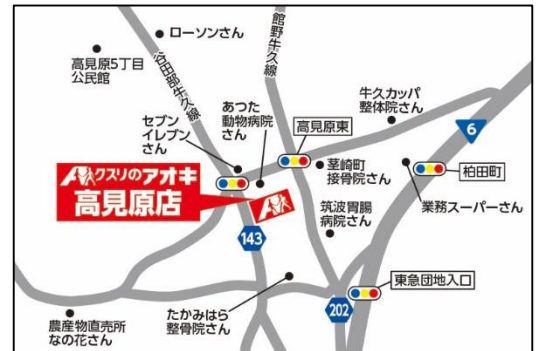 ローソンさん
高見原5丁目
公民館
谷田部牛久線
館野牛久線
セブン
イレブン
さん
あつた
動物病院
さん
高見原東
牛久カッパ
整体院さん
6
クスリのアオキ
高見原店
茎崎町
接骨院さん
柏田町
業務スーパーさん
筑波胃腸
病院さん
143
東急団地入口
202
たかみはら
整骨院さん
農産物直売所
なの花さん